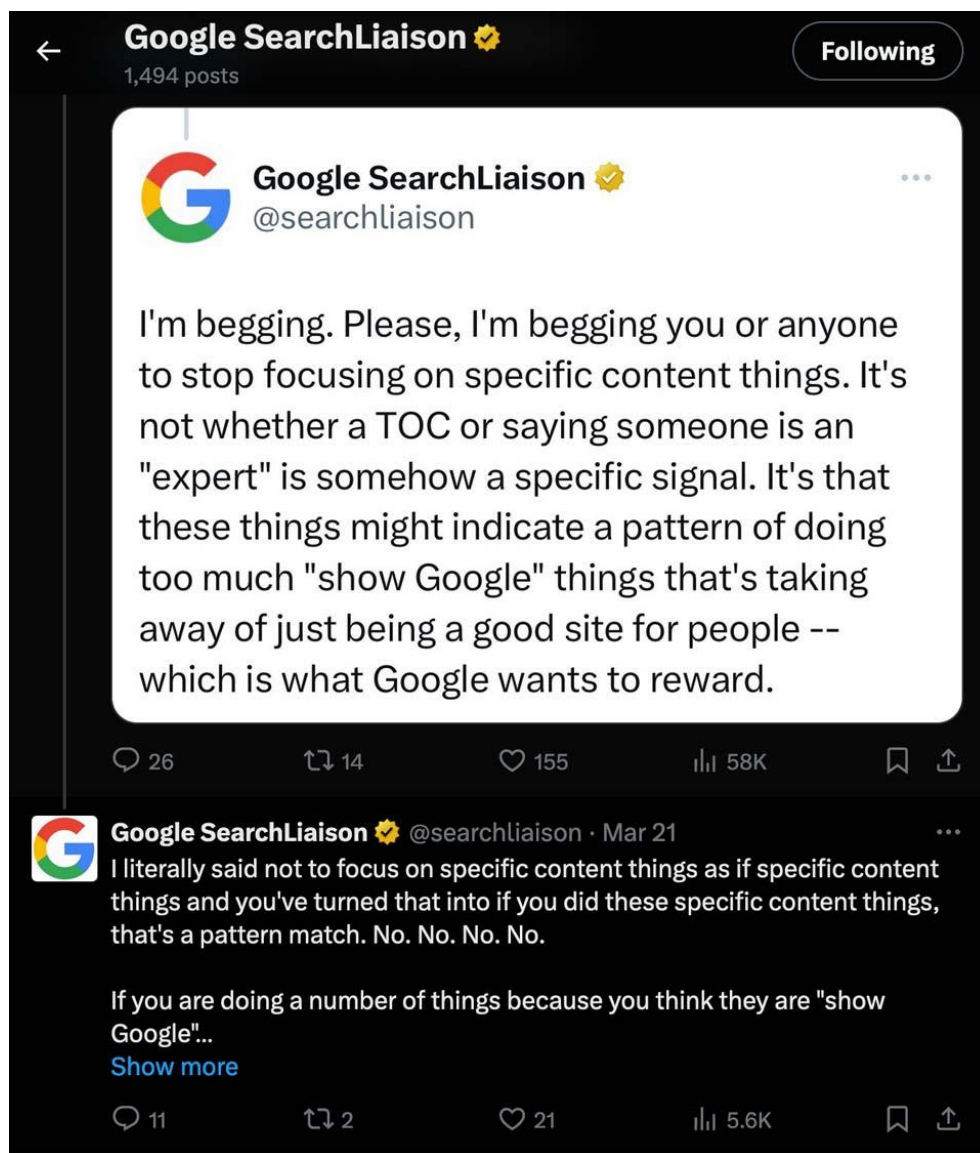 Google SearchLiaison
1,494 posts
Following
Google SearchLiaison
@searchliaison
I'm begging. Please, I'm begging you or anyone
to stop focusing on specific content things. It's
not whether a TOC or saying someone is an
"expert" is somehow a specific signal. It's that
these things might indicate a pattern of doing
too much "show Google" things that's taking
away of just being a good site for people --
which is what Google wants to reward.
26 14 155 58K
Google SearchLiaison @searchliaison · Mar 21
I literally said not to focus on specific content things as if specific content
things and you've turned that into if you did these specific content things,
that's a pattern match. No. No. No. No.
If you are doing a number of things because you think they are "show
Google"...
Show more
11 2 21 5.6K